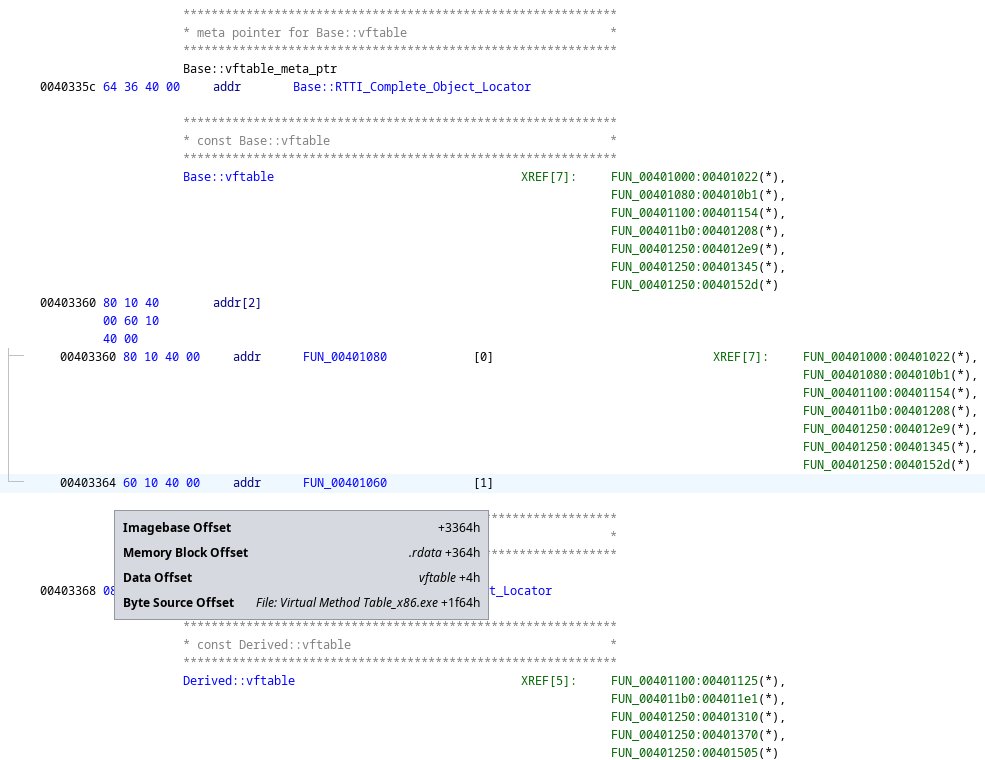 ************************************************************** 
* meta pointer for Base::vftable *
**************************************************************
Base::vftable_meta_ptr
0040335c 64 36 40 00 addr Base::RTTI_Complete_Object_Locator
**************************************************************
* const Base::vftable *
**************************************************************
Base::vftable XREF[7]: FUN_00401000:00401022(*),
FUN_00401080:004010b1(*),
FUN_00401100:00401154(*),
FUN_004011b0:00401208(*),
FUN_00401250:004012e9(*),
FUN_00401250:00401345(*),
FUN_00401250:0040152d(*)
00403360 80 10 40 addr[2]
00 60 10
40 00
00403360 80 10 40 00 addr FUN_00401080 [0] XREF[7]: FUN_00401000:00401022(*),
FUN_00401080:004010b1(*),
FUN_00401100:00401154(*),
FUN_004011b0:00401208(*),
FUN_00401250:004012e9(*),
FUN_00401250:00401345(*),
FUN_00401250:0040152d(*)
00403364 60 10 40 00 addr FUN_00401060 [1]
******************
Imagebase Offset +3364h
*
Memory Block Offset .rdata +364h
******************
Data Offset vftable +4h
00403368 08 t_Locator
Byte Source Offset File: Virtual Method Table_x86.exe +1f64h
**************************************************************
* const Derived::vftable *
**************************************************************
Derived::vftable XREF[5]: FUN_00401100:00401125(*),
FUN_004011b0:004011e1(*),
FUN_00401250:00401310(*),
FUN_00401250:00401370(*),
FUN_00401250:00401505(*)